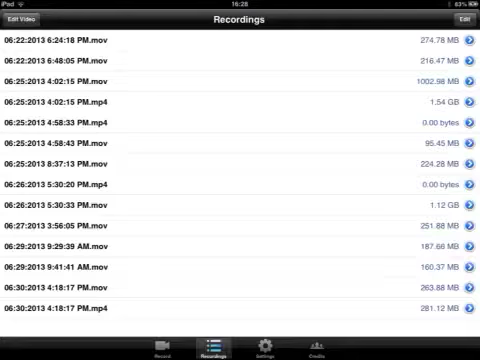 iPad 16:28 63%
Edit Video Recordings Edit
06:22:2013 6:24:18 PM.mov 274.78 MB
06:22:2013 6:48:05 PM.mov 216.47 MB
06:25:2013 4:02:15 PM.mov 1002.98 MB
06:25:2013 4:02:15 PM.mp4 1.54 GB
06:25:2013 4:58:33 PM.mp4 0.00 bytes
06:25:2013 4:58:43 PM.mov 95.45 MB
06:25:2013 8:37:13 PM.mov 224.28 MB
06:26:2013 5:30:20 PM.mp4 0.00 bytes
06:26:2013 5:30:33 PM.mov 1.12 GB
06:27:2013 3:56:05 PM.mov 251.88 MB
06:29:2013 9:29:39 AM.mov 187.66 MB
06:29:2013 9:41:41 AM.mov 160.37 MB
06:30:2013 4:18:17 PM.mov 263.88 MB
06:30:2013 4:18:17 PM.mp4 281.12 MB
Record Recordings Settings Credits